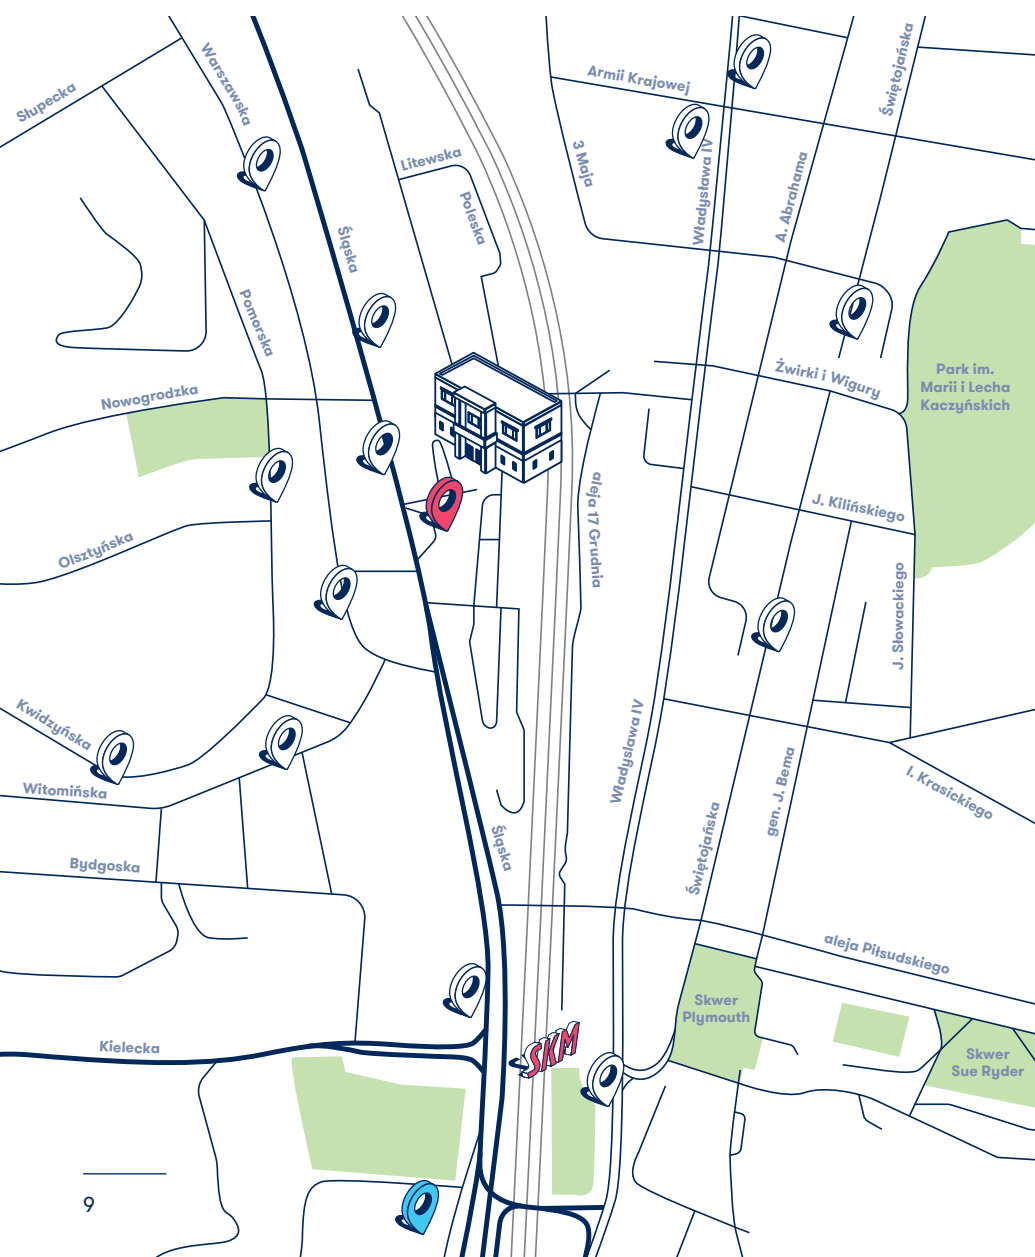 Słupecka
Warszawska
Armii Krajowej
Świętojańska
3 Maja
Władysława IV
A. Abrahama
Litewska
Poleska
Śląska
Pomorska
Nowogrodzka
Żwirki i Wigury
Park im.
Marii i Lecha
Kaczyńskich
aleja 17 Grudnia
J. Kilińskiego
Olsztyńska
J. Słowackiego
Kwidzyńska
Witomińska
Władysława IV
gen. J. Bema
I. Krasickiego
Śląska
Świętojańska
Bydgoska
aleja Piłsudskiego
Skwer
Plymouth
Kielecka
SKM
Skwer
Sue Ryder
9